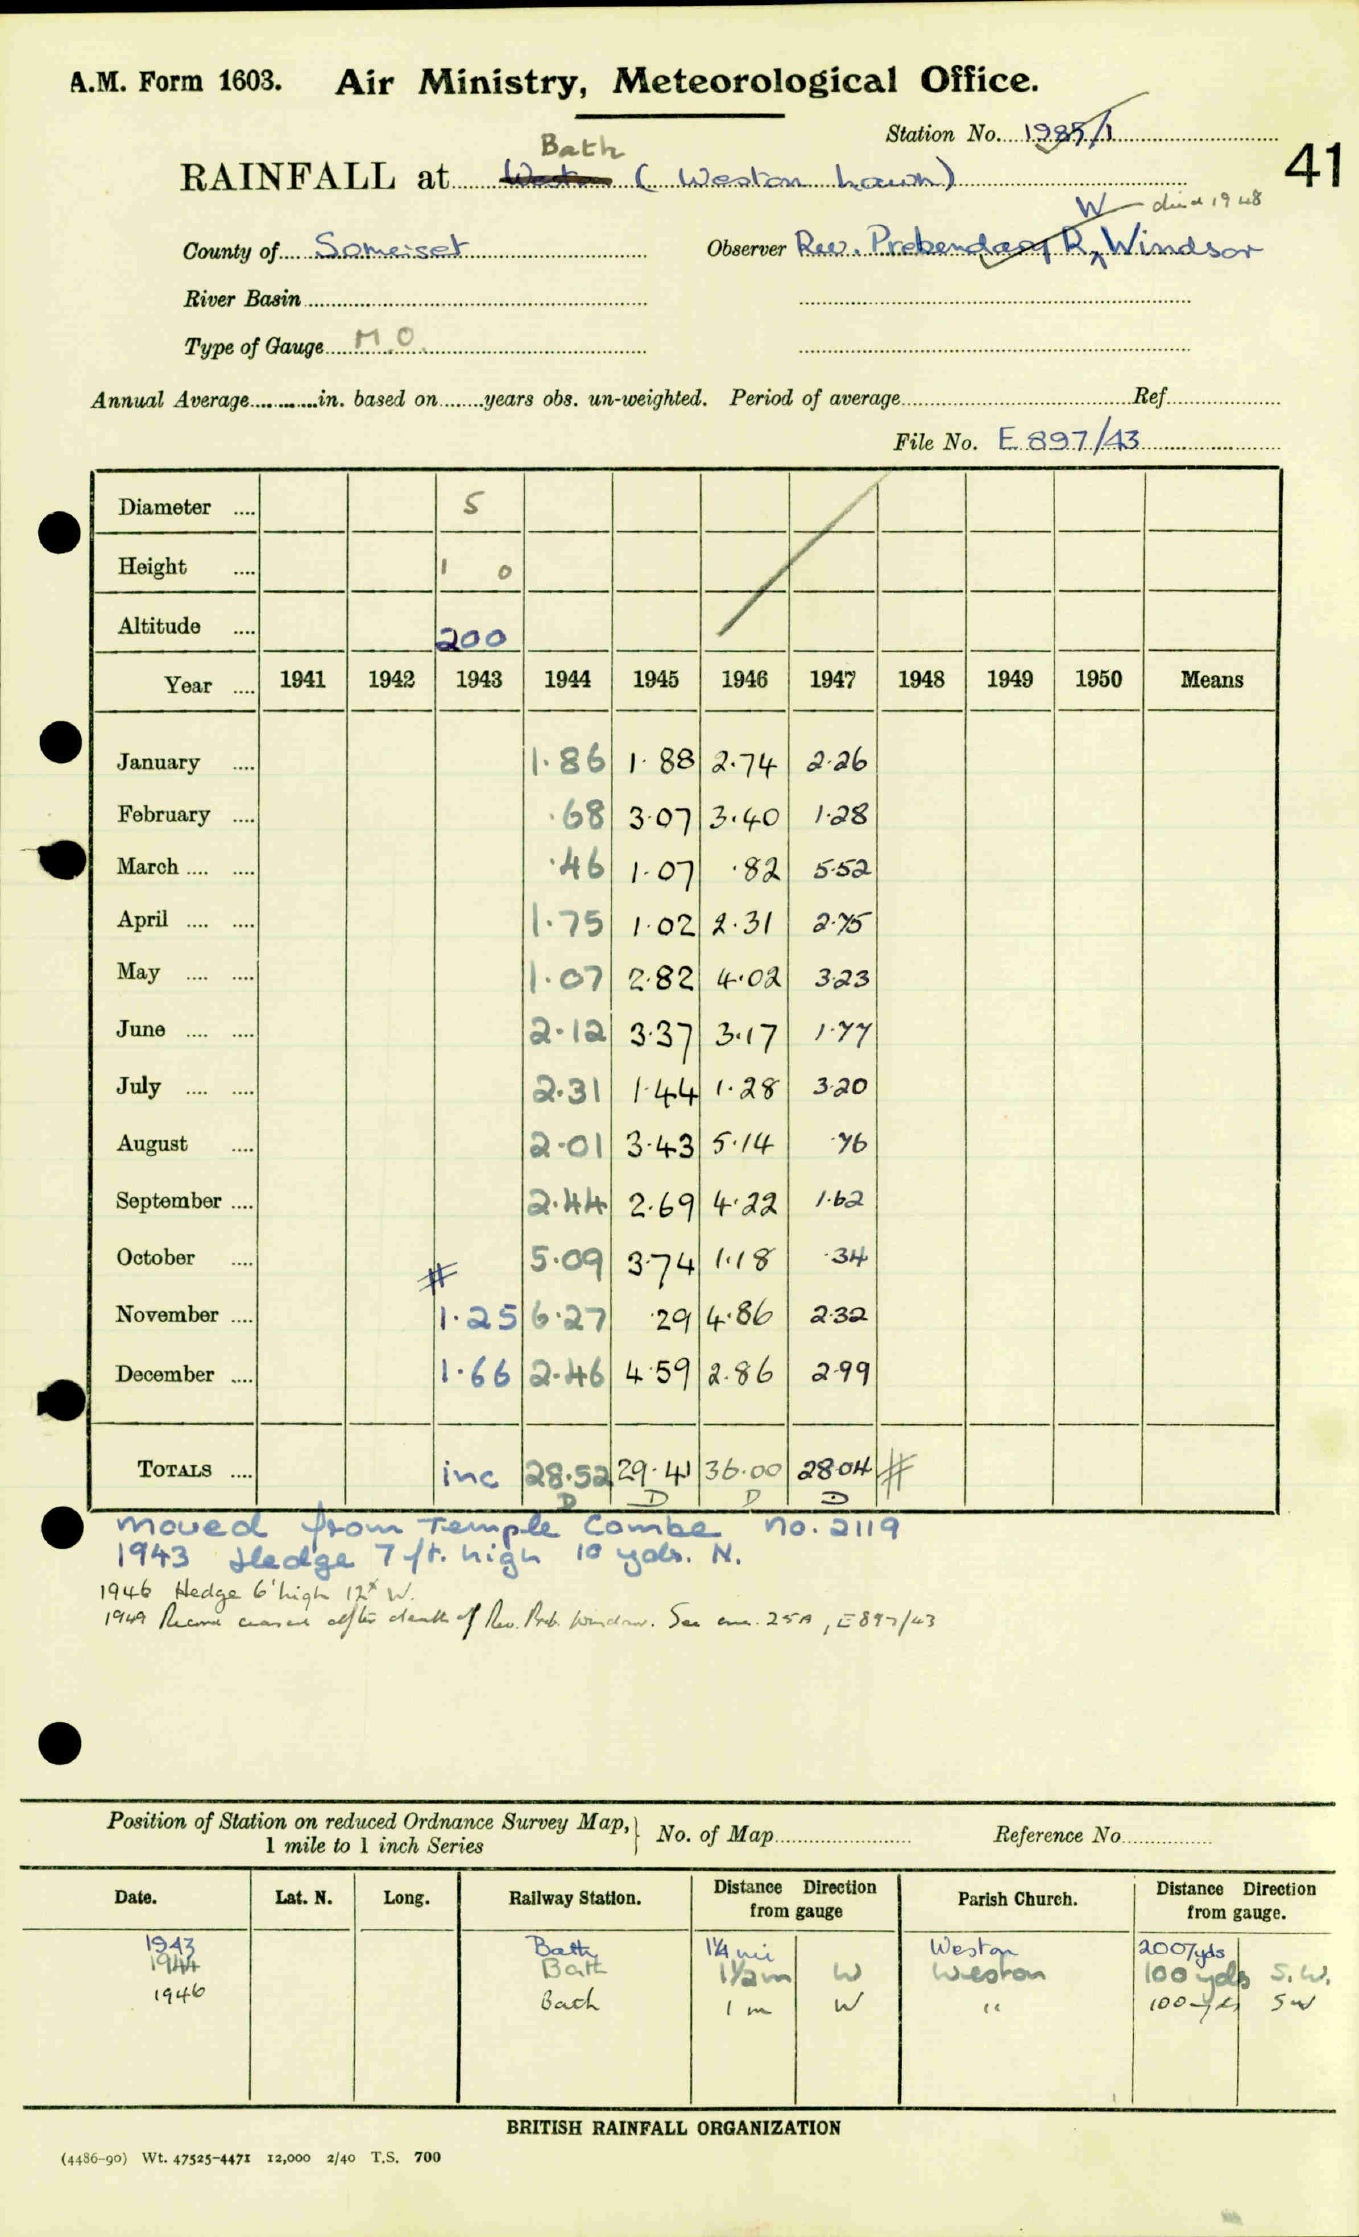 A.M. Form 1603. Air Ministry, Meteorological Office.
Station No. 1985/1
41
Bath
RAINFALL at Weston (Weston Lawn)
W died 1948
County of Somerset Observer Rev. Prebendary R. Windsor
River Basin
Type of Gauge M.O.
Annual Average in. based on years obs. un-weighted. Period of average Ref
File No. E 897/43
Diameter 5
Height 1 0
Altitude 200
Year 1941 1942 1943 1944 1945 1946 1947 1948 1949 1950 Means
January 1.86 1.88 2.74 2.26
February .68 3.07 3.40 1.28
March .46 1.07 .82 5.52
April 1.75 1.02 2.31 2.75
May 1.07 2.82 4.02 3.23
June 2.12 3.37 3.17 1.77
July 2.31 1.44 1.28 3.20
August 2.01 3.43 5.14 .76
September 2.44 2.69 4.22 1.62
October 5.09 3.74 1.18 .34
#
November 1.25 6.27 .29 4.86 2.32
December 1.66 2.46 4.59 2.86 2.99
TOTALS inc 28.52 29.41 36.00 28.04 #
D D D D
Moved from Temple Combe No. 2119
1943 Hedge 7 ft. high 10 yds. N.
1946 Hedge 6' high 12x W.
1949 Record ceased after death of Rev. Preb. Windsor. See enc. 25A, E897/43
Position of Station on reduced Ordnance Survey Map, 1 mile to 1 inch Series } No. of Map Reference No
Date. Lat. N. Long. Railway Station. Distance Direction from gauge Parish Church. Distance Direction from gauge.
1943 Bath 1¼ mi Weston 200 yds
1944 Bath 1½ m W Weston 100 yds S.W.
1946 Bath 1 m W " 100 yds SW
BRITISH RAINFALL ORGANIZATION
(4486-90) Wt. 47525-4471 12,000 2/40 T.S. 700